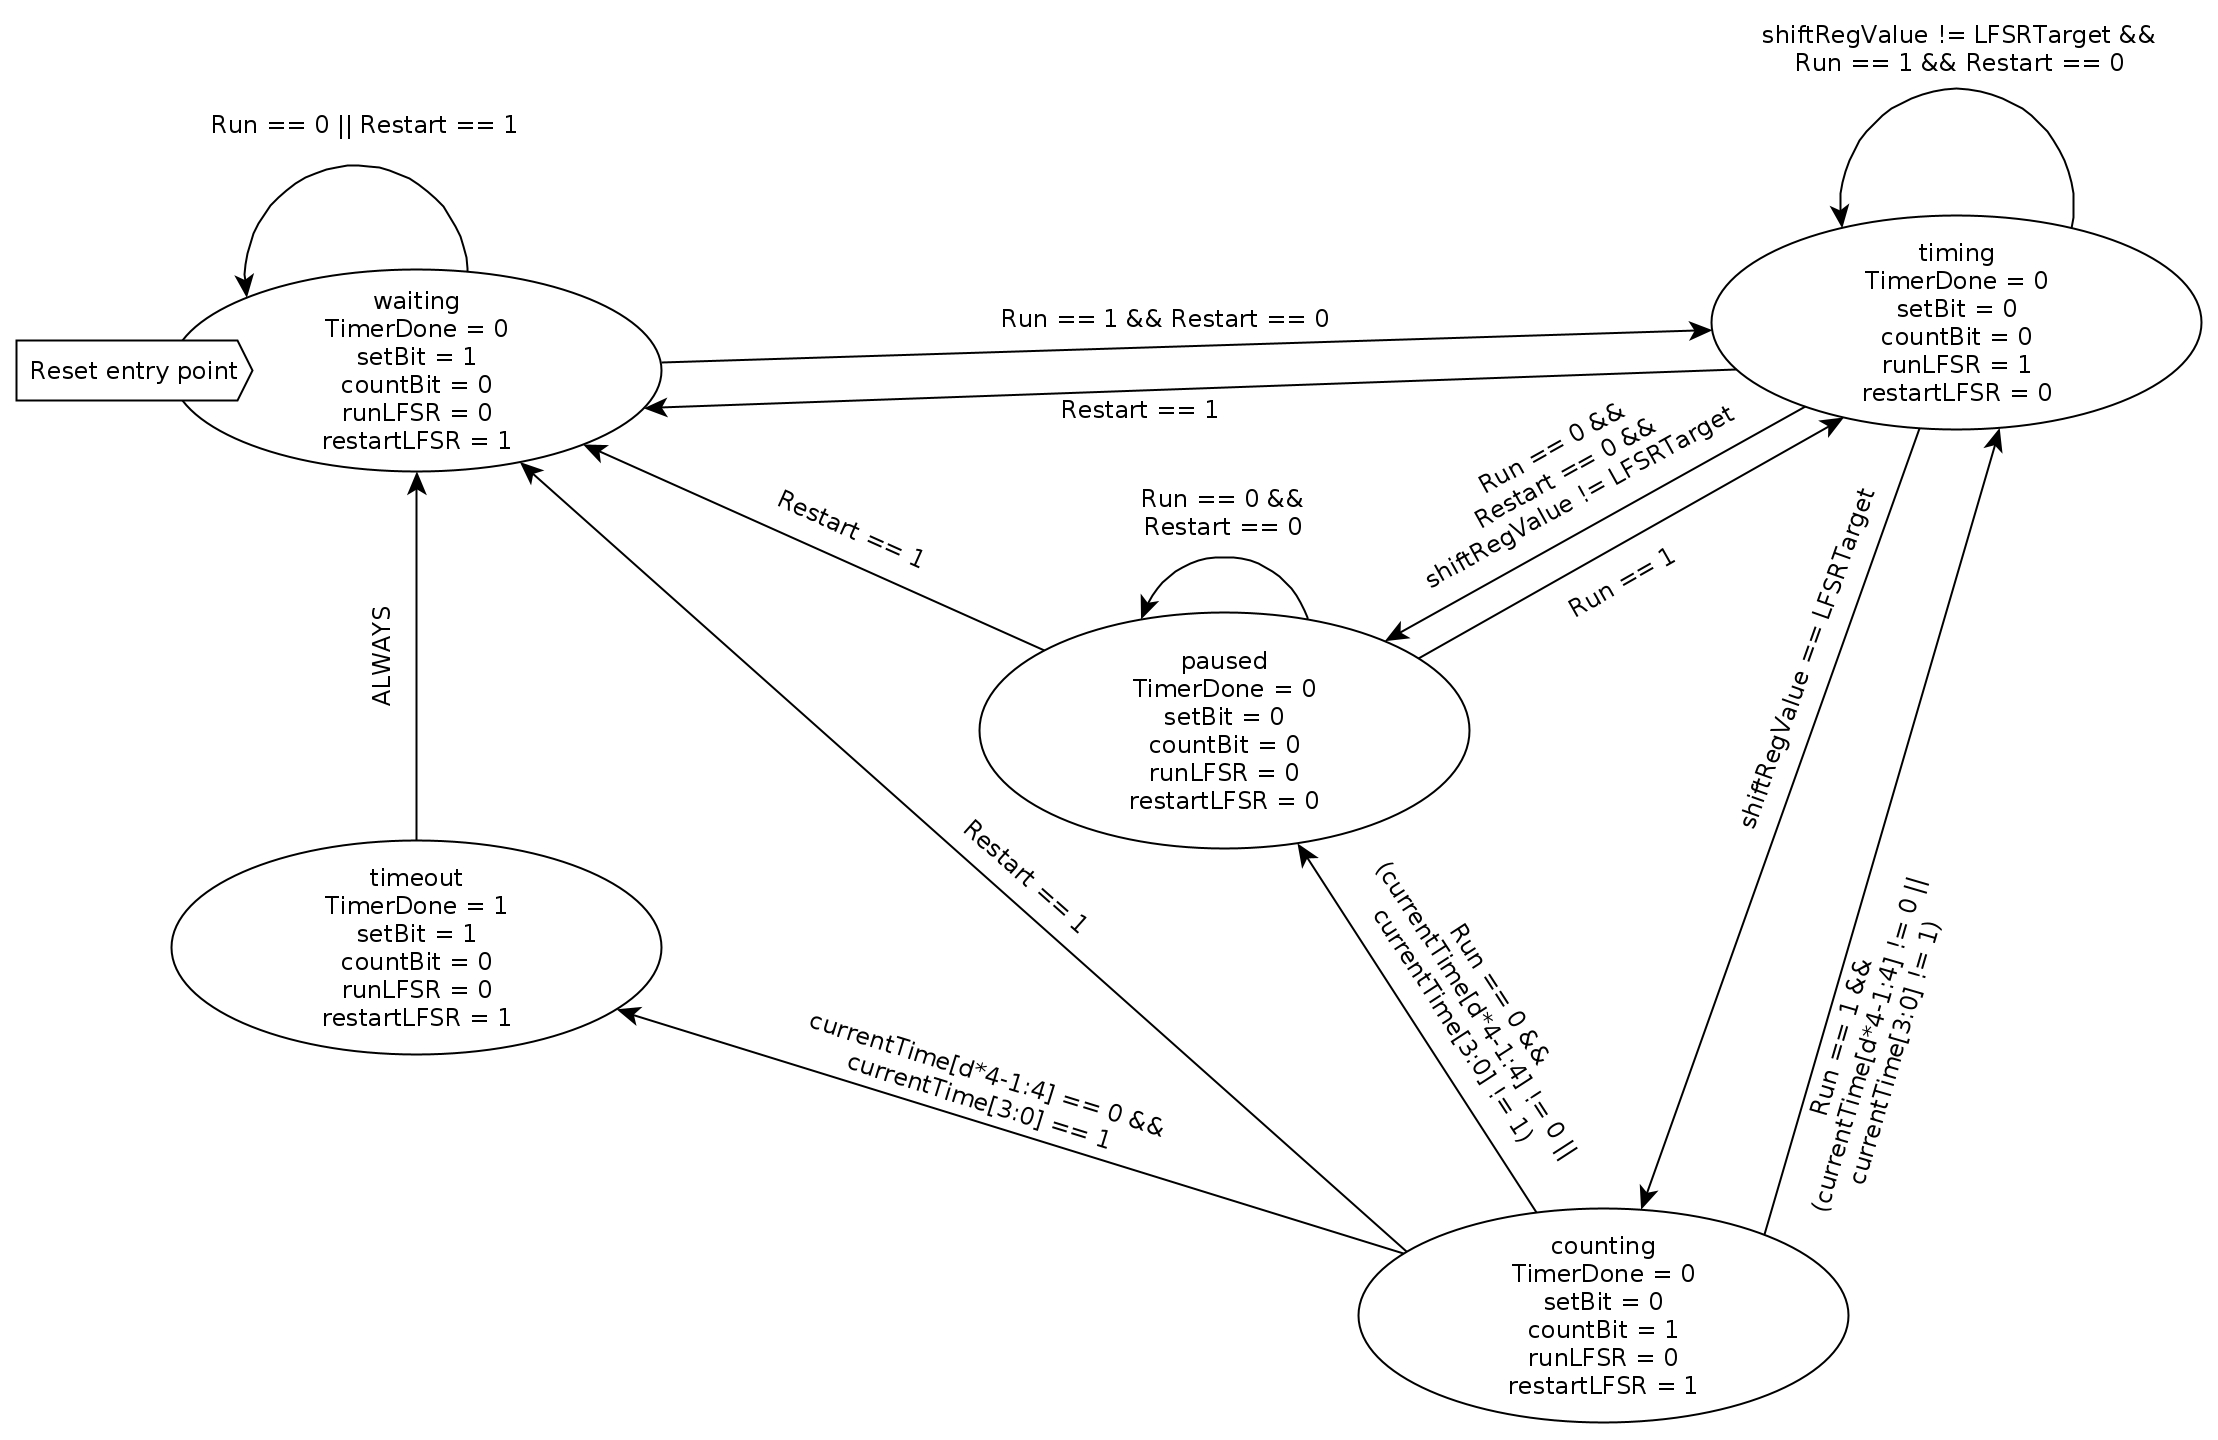 shiftRegValue != LFSRTarget &&
Run == 1 && Restart == 0
Run == 0 || Restart == 1
timing
TimerDone = 0
setBit = 0
countBit = 0
runLFSR = 1
restartLFSR = 0
waiting
TimerDone = 0
setBit = 1
countBit = 0
runLFSR = 0
restartLFSR = 1
Reset entry point
Run == 1 && Restart == 0
Restart == 1
Run == 0 &&
Restart == 0 &&
shiftRegValue != LFSRTarget
Run == 1
Restart == 1
Run == 0 &&
Restart == 0
shiftRegValue == LFSRTarget
ALWAYS
paused
TimerDone = 0
setBit = 0
countBit = 0
runLFSR = 0
restartLFSR = 0
Restart == 1
timeout
TimerDone = 1
setBit = 1
countBit = 0
runLFSR = 0
restartLFSR = 1
Run == 0 &&
(currentTime[d*4-1:4] != 0 ||
currentTime[3:0] != 1)
Run == 1 &&
(currentTime[d*4-1:4] != 0 ||
currentTime[3:0] != 1)
currentTime[d*4-1:4] == 0 &&
currentTime[3:0] == 1
counting
TimerDone = 0
setBit = 0
countBit = 1
runLFSR = 0
restartLFSR = 1